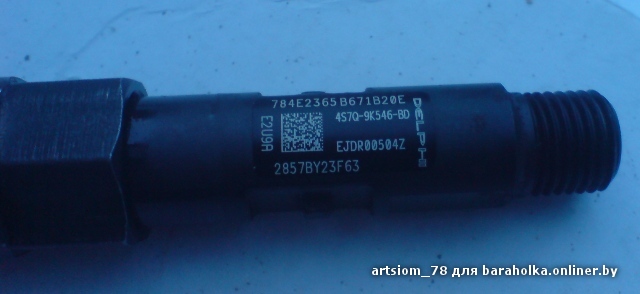 784E2365B671B20E
4S7Q-9K546-BD
E2U9A
EJDR00504Z
2857BY23F63
DELPHI
artsiom_78 для baraholka.onliner.by